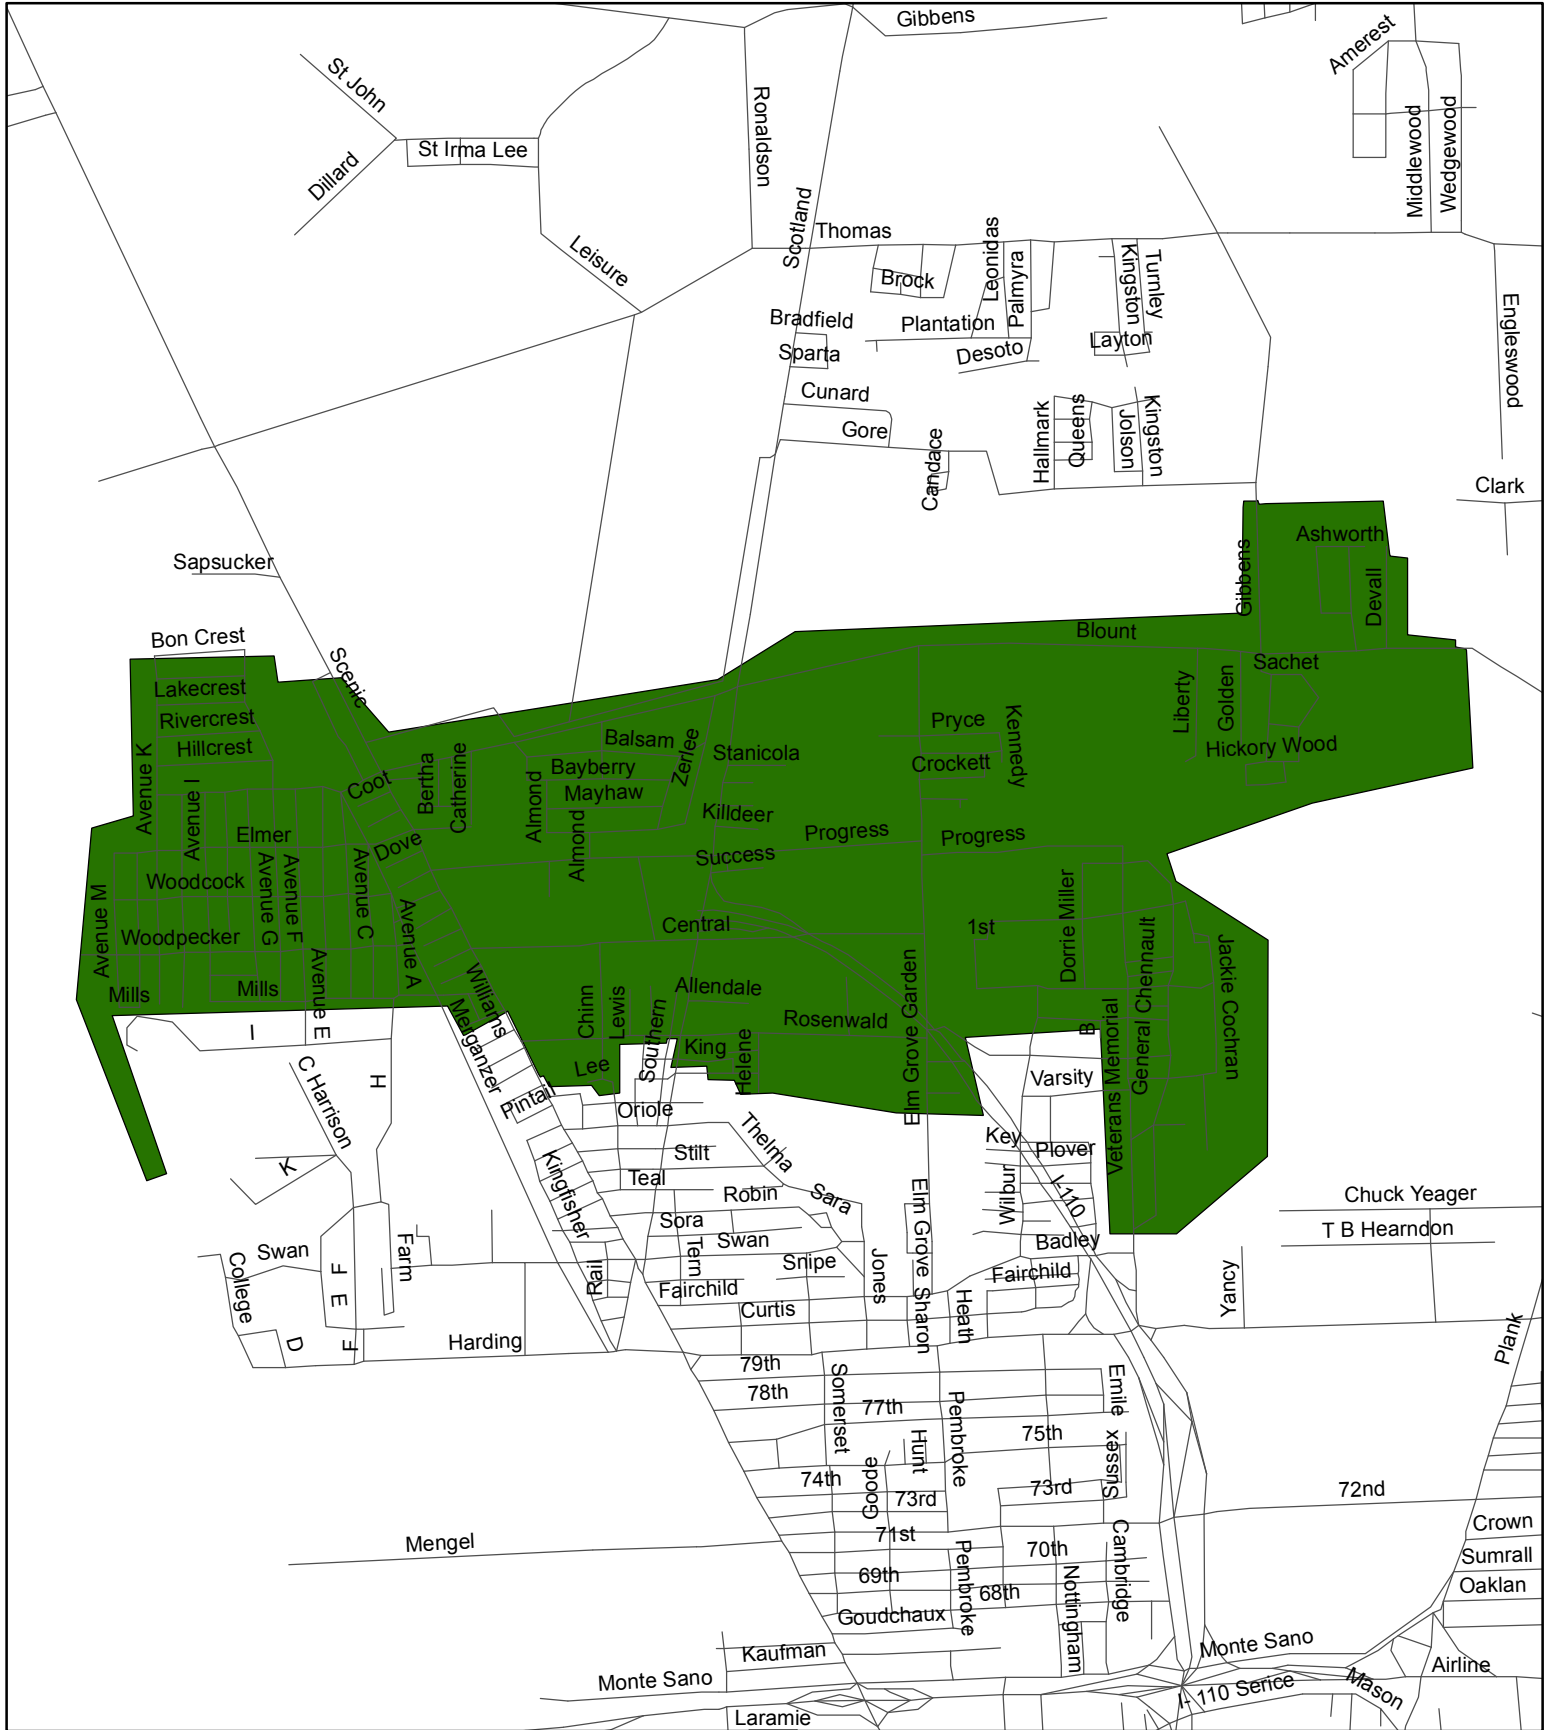 Gibbens
Amerest
St John
Ronaldson
Middlewood
Wedgewood
St Irma Lee
Dillard
Scotland
Thomas
Leonidas
Palmyra
Kingston
Turnley
Leisure
Brock
Bradfield
Plantation
Sparta
Desoto
Layton
Engleswood
Cunard
Gore
Candace
Hallmark
Queens
Jolson
Kingston
Clark
Ashworth
Sapsucker
Gibbens
Devall
Bon Crest
Blount
Scenic
Sachet
Lakecrest
Rivercrest
Hillcrest
Liberty
Golden
Pryce
Kennedy
Balsam
Zerlee
Stanicola
Hickory Wood
Avenue K
Avenue I
Coot
Bertha
Catherine
Almond
Bayberry
Mayhaw
Crockett
Almond
Killdeer
Elmer
Dove
Progress
Progress
Success
Avenue M
Woodcock
Avenue G
Avenue F
Avenue C
Avenue A
Dorrie Miller
Woodpecker
Central
1st
General Chennault
Jackie Cochran
Mills
Mills
Avenue E
Williams
Merganzer
Chinn
Lewis
Southern
Allendale
Rosenwald
Elm Grove Garden
Veterans Memorial
B
I
King
Helene
Lee
C Harrison
H
Pintail
Varsity
Oriole
Thelma
Key
Plover
K
Kingfisher
Stilt
Teal
Robin
Sara
Elm Grove
Wilbur
I-110
Chuck Yeager
T B Hearndon
Sora
Swan
Tern
Snipe
Badley
Swan
College
F
E
Farm
Rail
Fairchild
Jones
Fairchild
Yancy
Curtis
Sharon
Heath
D
F
Harding
Plank
79th
78th
Somerset
77th
Pembroke
Emile
75th
Hunt
Sussex
74th
Goode
73rd
73rd
72nd
71st
Mengel
70th
Cambridge
Crown
Sumrall
Oaklan
69th
Pembroke
68th
Nottingham
Goudchaux
Kaufman
Monte Sano
Monte Sano
Airline
I- 110 Serice
Mason
Laramie